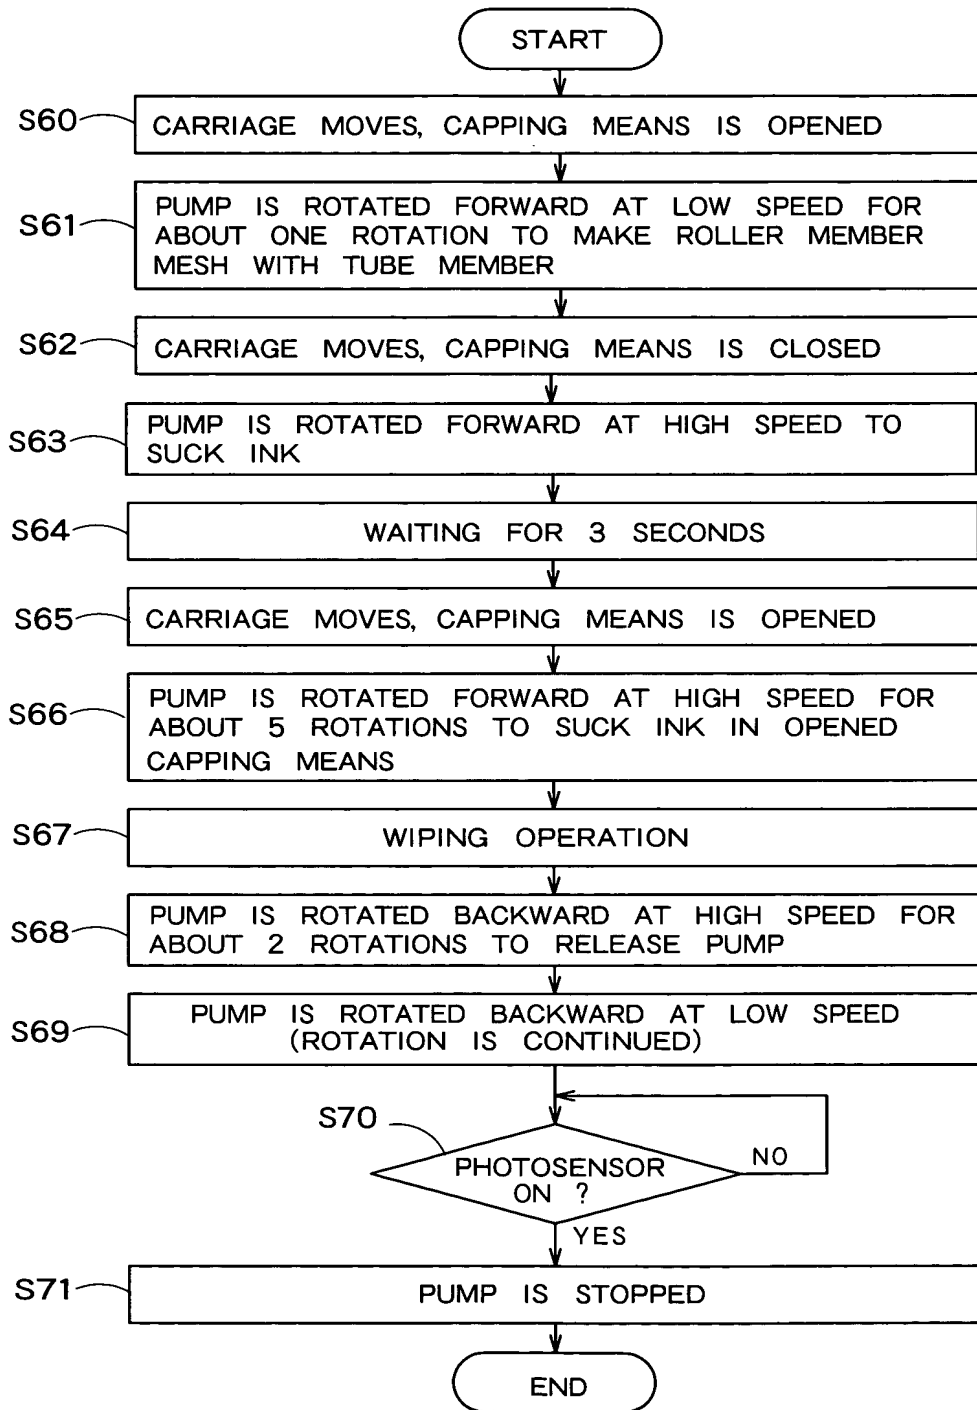 START
S60
CARRIAGE MOVES, CAPPING MEANS IS OPENED
S61
PUMP IS ROTATED FORWARD AT LOW SPEED FOR
ABOUT ONE ROTATION TO MAKE ROLLER MEMBER
MESH WITH TUBE MEMBER
S62
CARRIAGE MOVES, CAPPING MEANS IS CLOSED
S63
PUMP IS ROTATED FORWARD AT HIGH SPEED TO
SUCK INK
S64
WAITING FOR 3 SECONDS
S65
CARRIAGE MOVES, CAPPING MEANS IS OPENED
S66
PUMP IS ROTATED FORWARD AT HIGH SPEED FOR
ABOUT 5 ROTATIONS TO SUCK INK IN OPENED
CAPPING MEANS
S67
WIPING OPERATION
S68
PUMP IS ROTATED BACKWARD AT HIGH SPEED FOR
ABOUT 2 ROTATIONS TO RELEASE PUMP
S69
PUMP IS ROTATED BACKWARD AT LOW SPEED
(ROTATION IS CONTINUED)
S70
PHOTOSENSOR
ON ?
NO
YES
S71
PUMP IS STOPPED
END